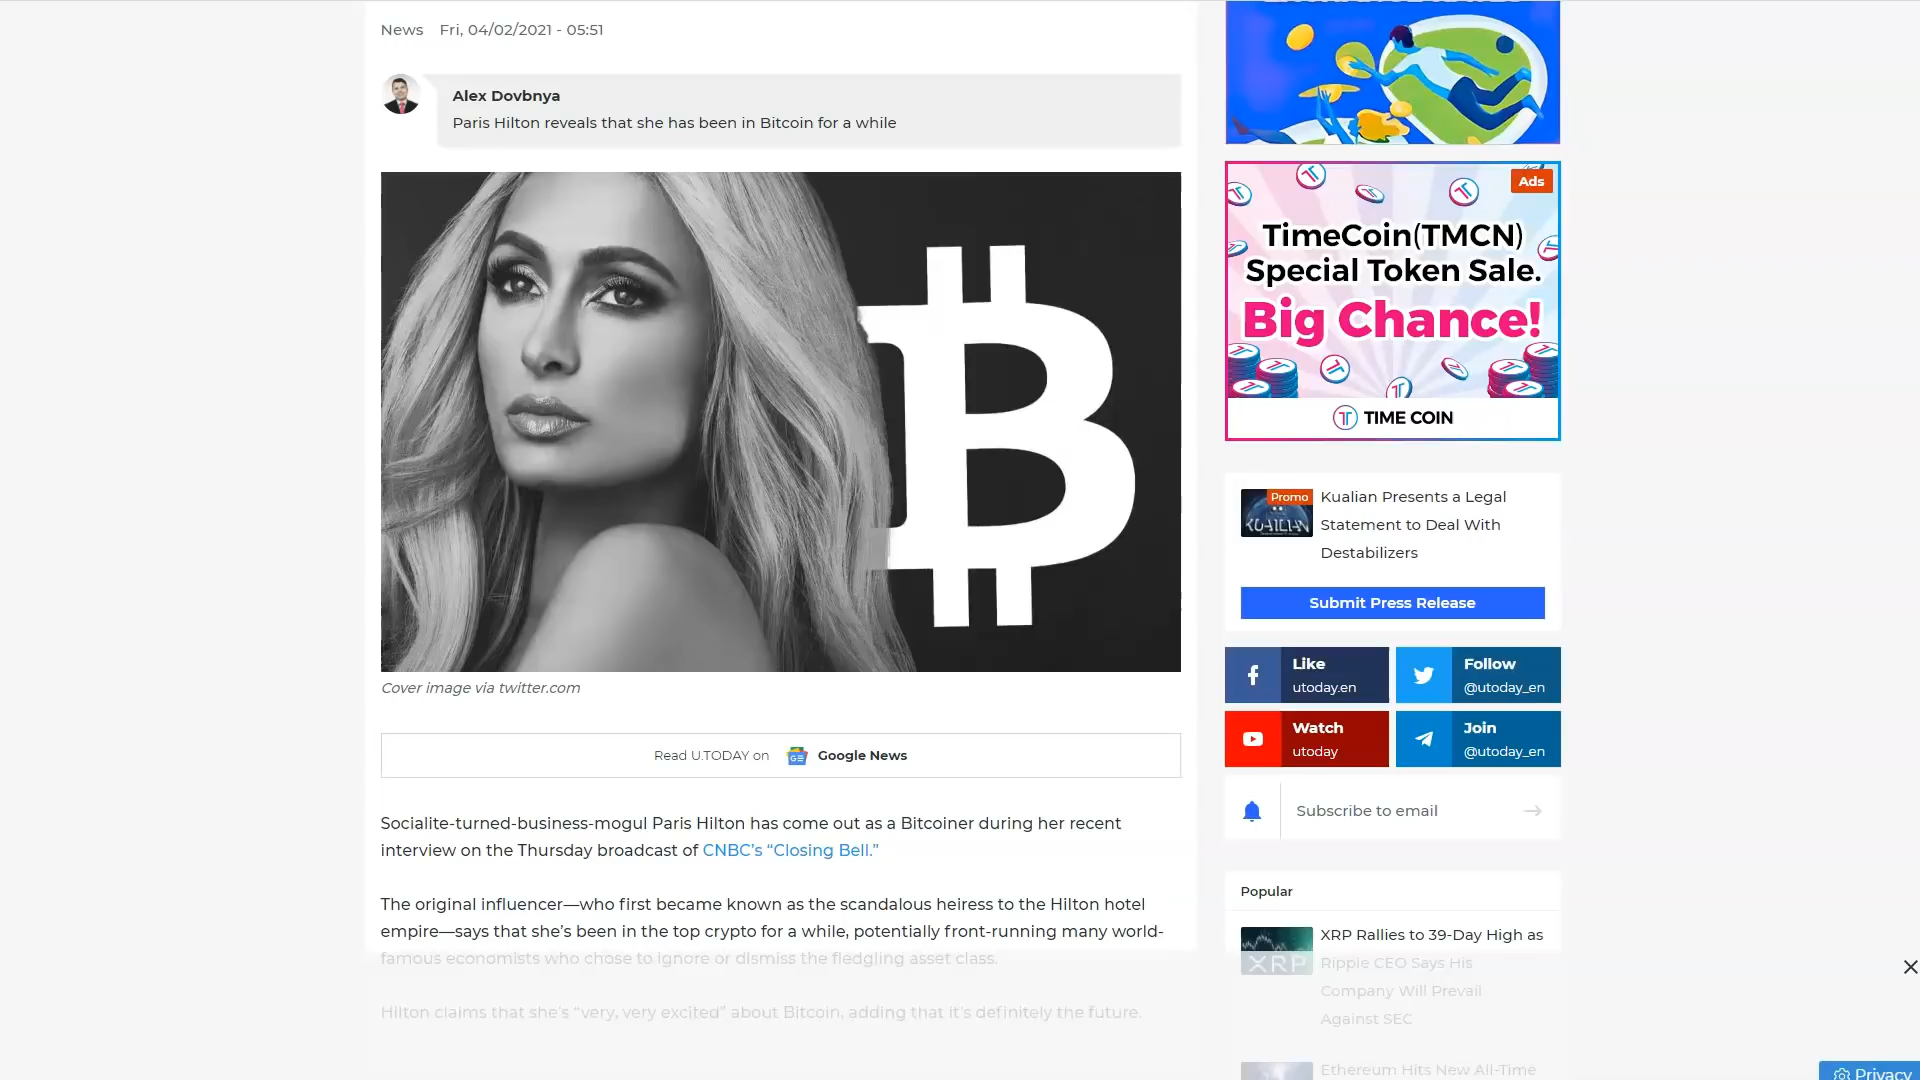 News Fri, 04/02/2021 - 05:51
Alex Dovbnya
Paris Hilton reveals that she has been in Bitcoin for a while
Cover image via twitter.com
Read U.TODAY on Google News
Socialite-turned-business-mogul Paris Hilton has come out as a Bitcoiner during her recent
interview on the Thursday broadcast of CNBC’s “Closing Bell.”
The original influencer—who first became known as the scandalous heiress to the Hilton hotel
empire—says that she’s been in the top crypto for a while, potentially front-running many world-
famous economists who chose to ignore or dismiss the fledgling asset class.
Hilton claims that she’s “very, very excited” about Bitcoin, adding that it’s definitely the future.
Ads
TimeCoin(TMCN)
Special Token Sale.
Big Chance!
TIME COIN
Promo
KUALIAN
Kualian Presents a Legal
Statement to Deal With
Destabilizers
Submit Press Release
Like
utoday.en
Follow
@utoday_en
Watch
utoday
Join
@utoday_en
Subscribe to email
Popular
XRP
XRP Rallies to 39-Day High as
Ripple CEO Says His
Company Will Prevail
Against SEC
Ethereum Hits New All-Time
Privacy